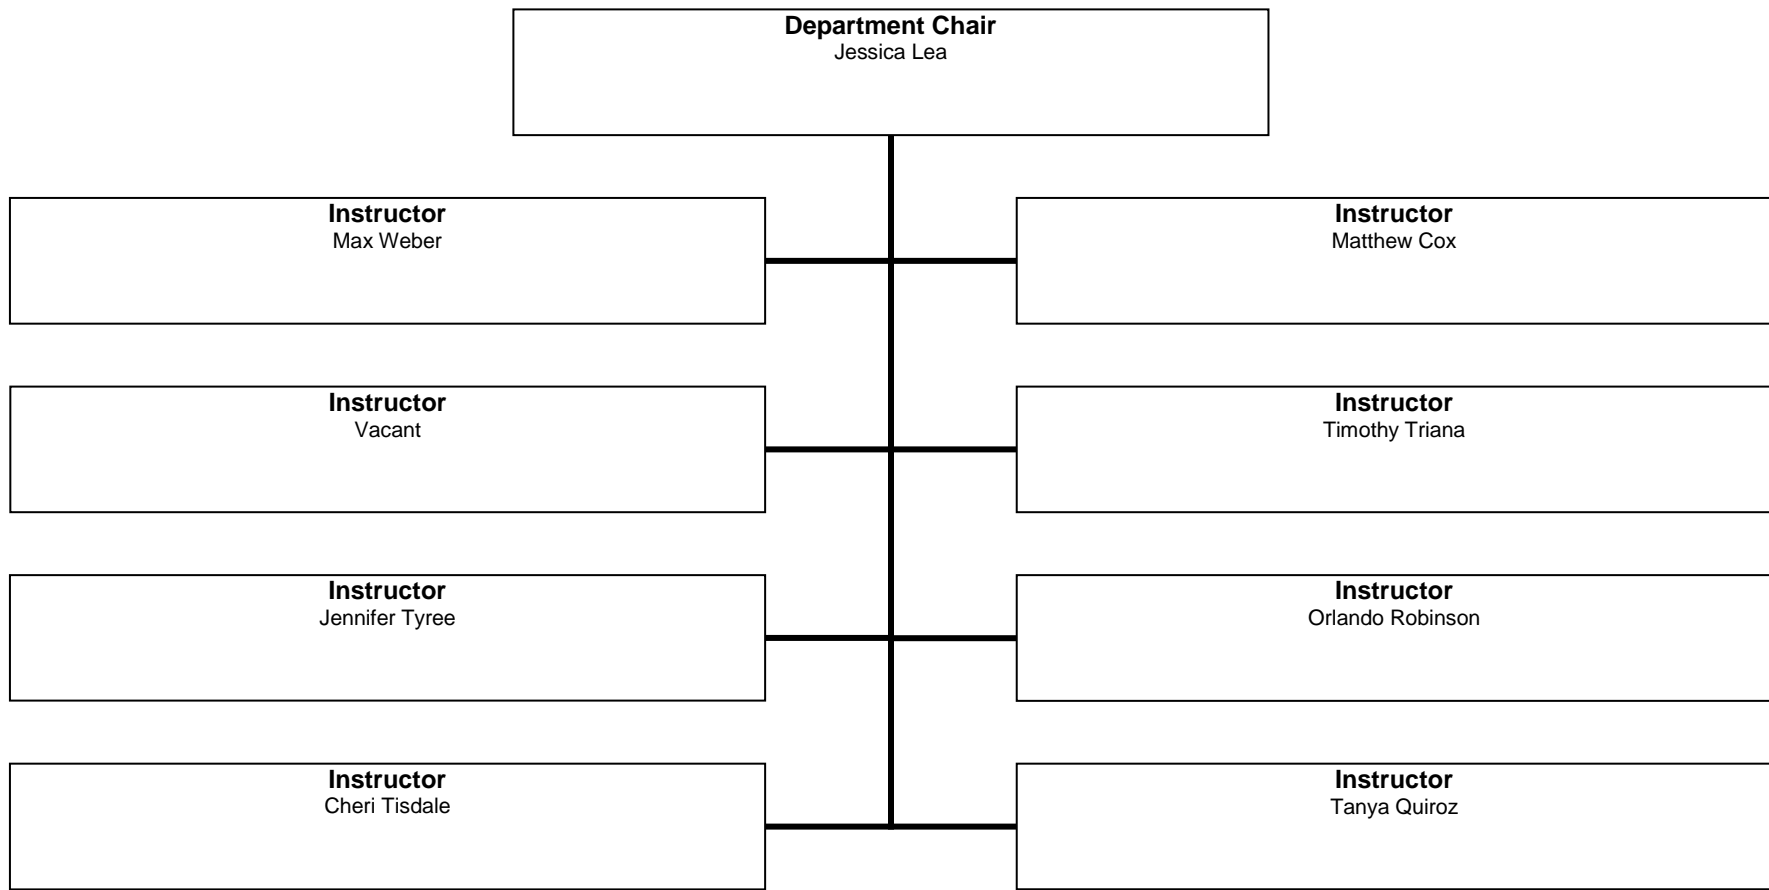 Department Chair
Jessica Lea
Instructor
Max Weber
Instructor
Matthew Cox
Instructor
Vacant
Instructor
Timothy Triana
Instructor
Jennifer Tyree
Instructor
Orlando Robinson
Instructor
Cheri Tisdale
Instructor
Tanya Quiroz